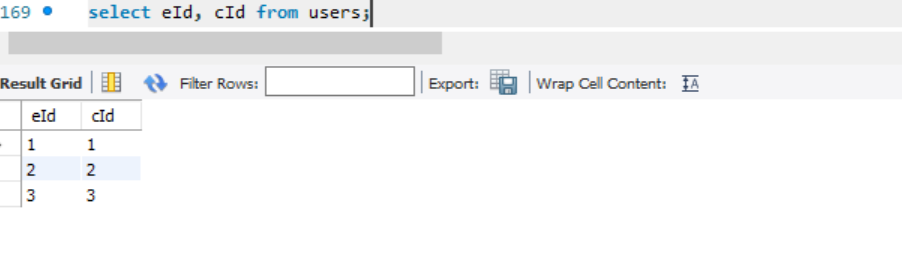 169 select eId, cId from users;
Result Grid Filter Rows: Export: Wrap Cell Content: IA
eId cId
1 1
2 2
3 3